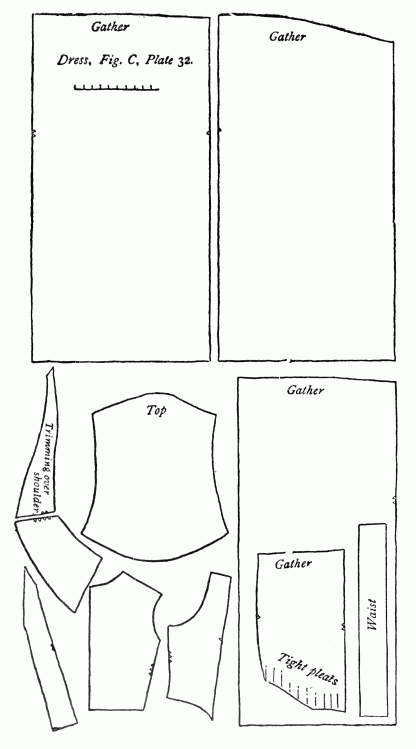 Gather
Dress, Fig. C, Plate 32.
Gather
Trimming over
shoulder
Top
Gather
Gather
Tight pleats
Waist